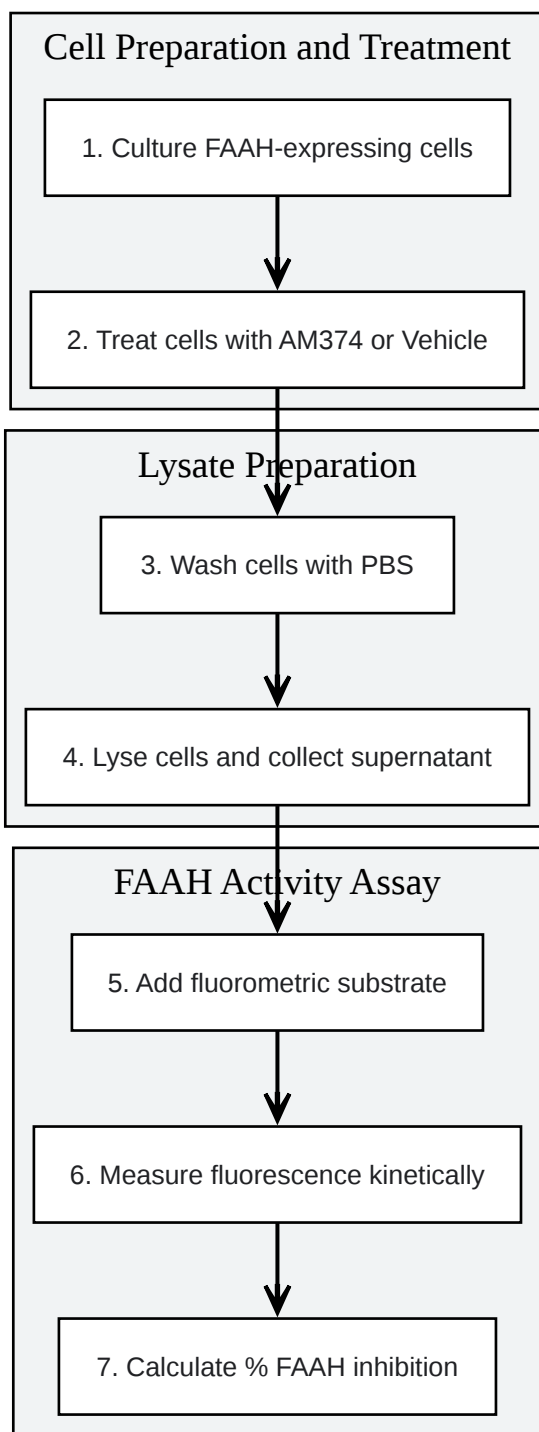 Cell Preparation and Treatment
1. Culture FAAH-expressing cells
2. Treat cells with AM374 or Vehicle
Lysate Preparation
3. Wash cells with PBS
4. Lyse cells and collect supernatant
FAAH Activity Assay
5. Add fluorometric substrate
6. Measure fluorescence kinetically
7. Calculate % FAAH inhibition